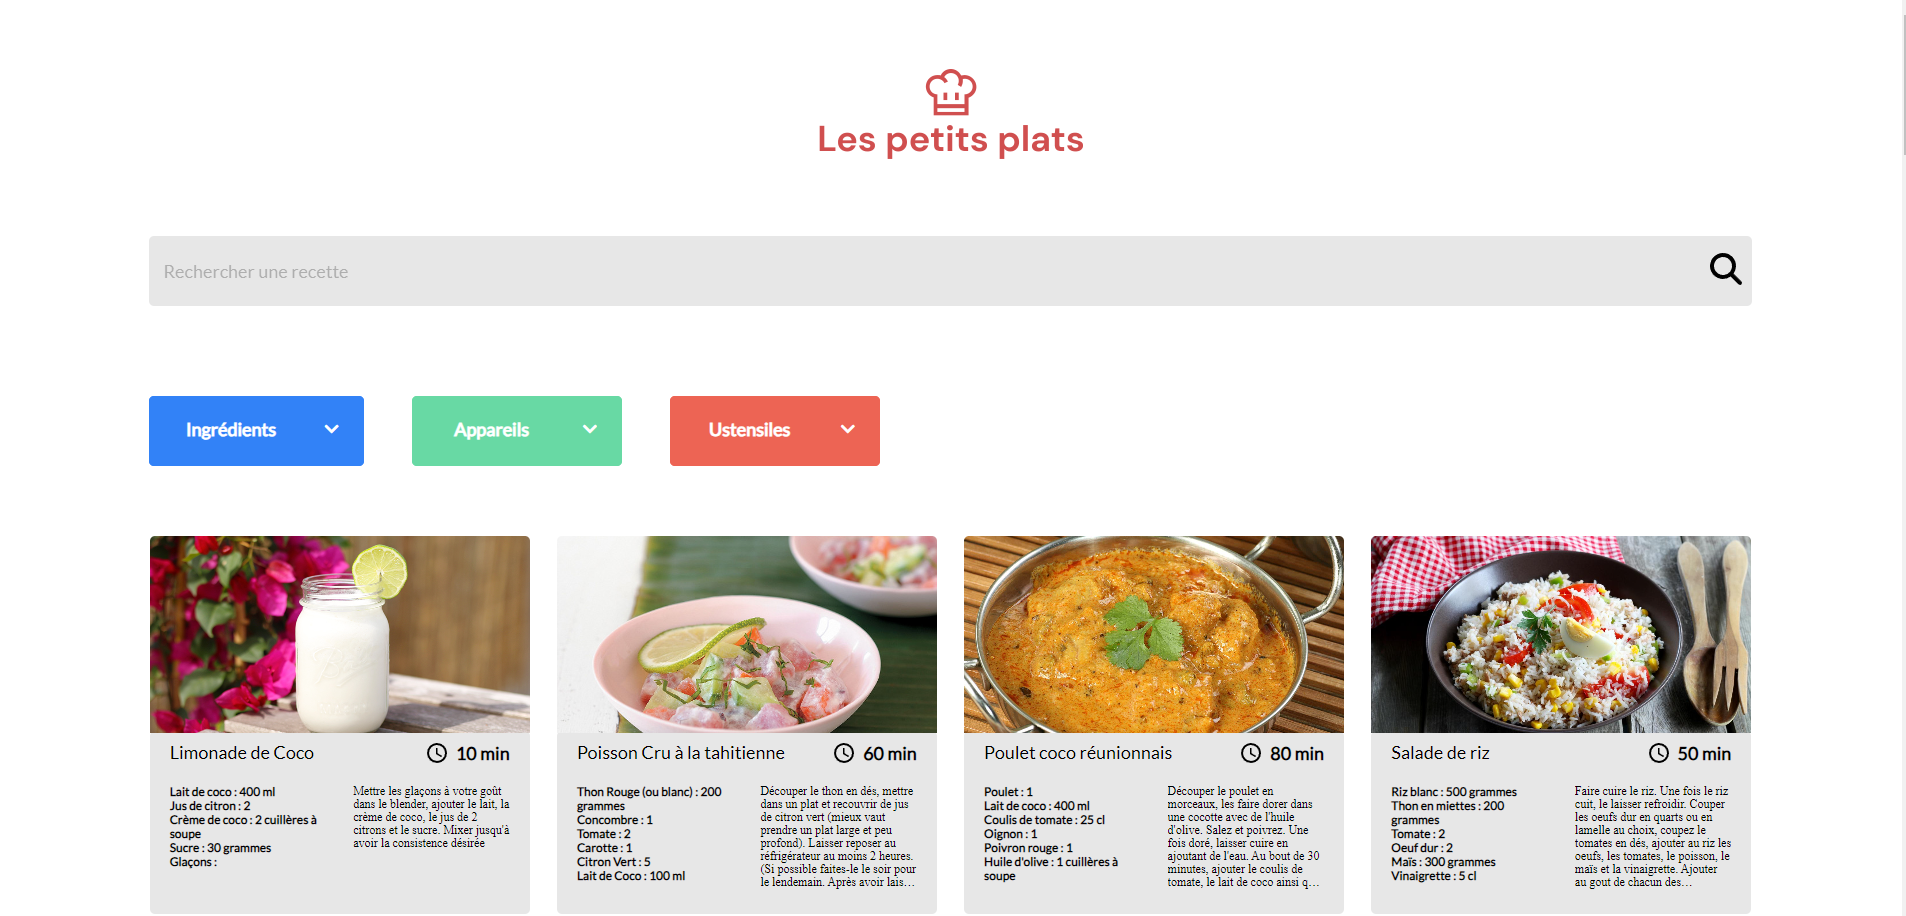 Les petits plats
Rechercher une recette
Ingrédients
Appareils
Ustensiles
Limonade de Coco
10 min
Lait de coco : 400 ml
Jus de citron : 2
Crème de coco : 2 cuillères à
soupe
Sucre : 30 grammes
Glaçons :
Mettre les glaçons à votre goût
dans le blender, ajouter le lait, la
crème de coco, le jus de 2
citrons et le sucre. Mixer jusqu'à
avoir la consistence désirée
Poisson Cru à la tahitienne
60 min
Thon Rouge (ou blanc) : 200
grammes
Concombre : 1
Tomate : 2
Carotte : 1
Citron Vert : 5
Lait de Coco : 100 ml
Découper le thon en dés, mettre
dans un plat et recouvrir de jus
de citron vert (mieux vaut
prendre un plat large et peu
profond). Laisser reposer au
réfrigérateur au moins 2 heures.
(Si possible faites-le le soir pour
le lendemain. Après avoir lais…
Poulet coco réunionnais
80 min
Poulet : 1
Lait de coco : 400 ml
Coulis de tomate : 25 cl
Oignon : 1
Poivron rouge : 1
Huile d'olive : 1 cuillères à
soupe
Découper le poulet en
morceaux, les faire dorer dans
une cocotte avec de l'huile
d'olive. Salez et poivrez. Une
fois doré, laisser cuire en
ajoutant de l'eau. Au bout de 30
minutes, ajouter le coulis de
tomate, le lait de coco ainsi q…
Salade de riz
50 min
Riz blanc : 500 grammes
Thon en miettes : 200
grammes
Tomate : 2
Oeuf dur : 2
Maïs : 300 grammes
Vinaigrette : 5 cl
Faire cuire le riz. Une fois le riz
cuit, le laisser refroidir. Couper
les oeufs dur en quarts ou en
lamelle au choix, coupez le
tomates en dés, ajouter au riz les
oeufs, les tomates, le poisson, le
maïs et la vinaigrette. Ajouter
au gout de chacun des…